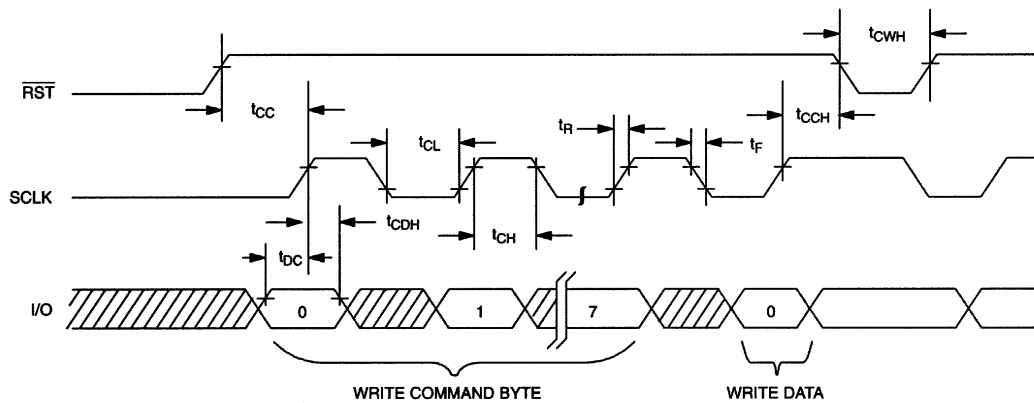 tCWH
RST
tCC
tR
tCCH
tCL
tF
SCLK
tCDH
tCH
tDC
I/O
0
1
7
0
WRITE COMMAND BYTE
WRITE DATA